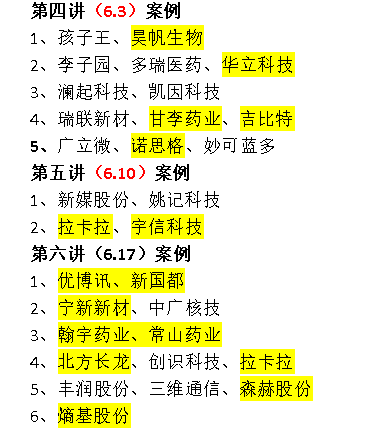 第四讲（6.3）案例
1、孩子王、昊帆生物
2、李子园、多瑞医药、华立科技
3、澜起科技、凯因科技
4、瑞联新材、甘李药业、吉比特
5、广立微、诺思格、妙可蓝多
第五讲（6.10）案例
1、新媒股份、姚记科技
2、拉卡拉、宇信科技
第六讲（6.17）案例
1、优博讯、新国都
2、宁新新材、中广核技
3、翰宇药业、常山药业
4、北方长龙、创识科技、拉卡拉
5、丰润股份、三维通信、森赫股份
6、熵基股份